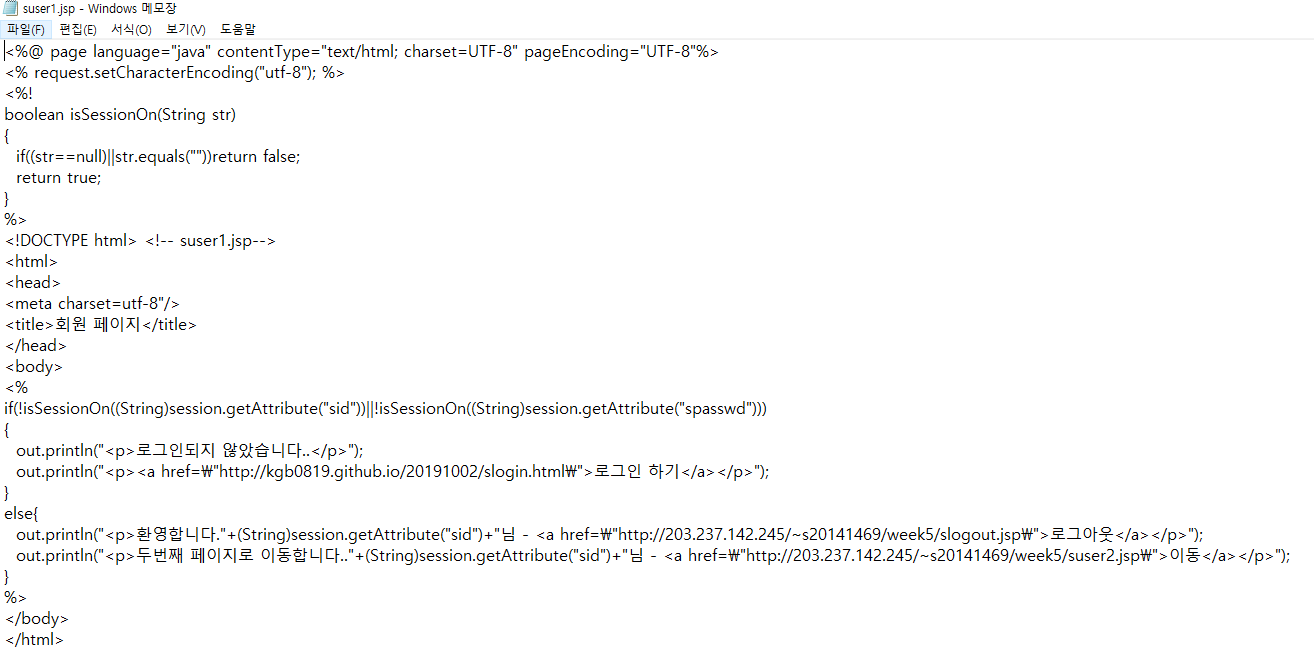 suser1.jsp - Windows 메모장
파일(F) 편집(E) 서식(O) 보기(V) 도움말
<%@ page language="java" contentType="text/html; charset=UTF-8" pageEncoding="UTF-8"%>
<% request.setCharacterEncoding("utf-8"); %>
<%!
boolean isSessionOn(String str)
{
   if((str==null)||str.equals(""))return false;
   return true;
}
%>
<!DOCTYPE html> <!-- suser1.jsp-->
<html>
<head>
<meta charset=utf-8"/>
<title>회원 페이지</title>
</head>
<body>
<%
if(!isSessionOn((String)session.getAttribute("sid"))||!isSessionOn((String)session.getAttribute("spasswd")))
{
   out.println("<p>로그인되지 않았습니다..</p>");
   out.println("<p><a href=₩"http://kgb0819.github.io/20191002/slogin.html₩">로그인 하기</a></p>");
}
else{
   out.println("<p>환영합니다."+(String)session.getAttribute("sid")+"님 - <a href=₩"http://203.237.142.245/~s20141469/week5/slogout.jsp₩">로그아웃</a></p>");
   out.println("<p>두번째 페이지로 이동합니다.."+(String)session.getAttribute("sid")+"님 - <a href=₩"http://203.237.142.245/~s20141469/week5/suser2.jsp₩">이동</a></p>");
}
%>
</body>
</html>